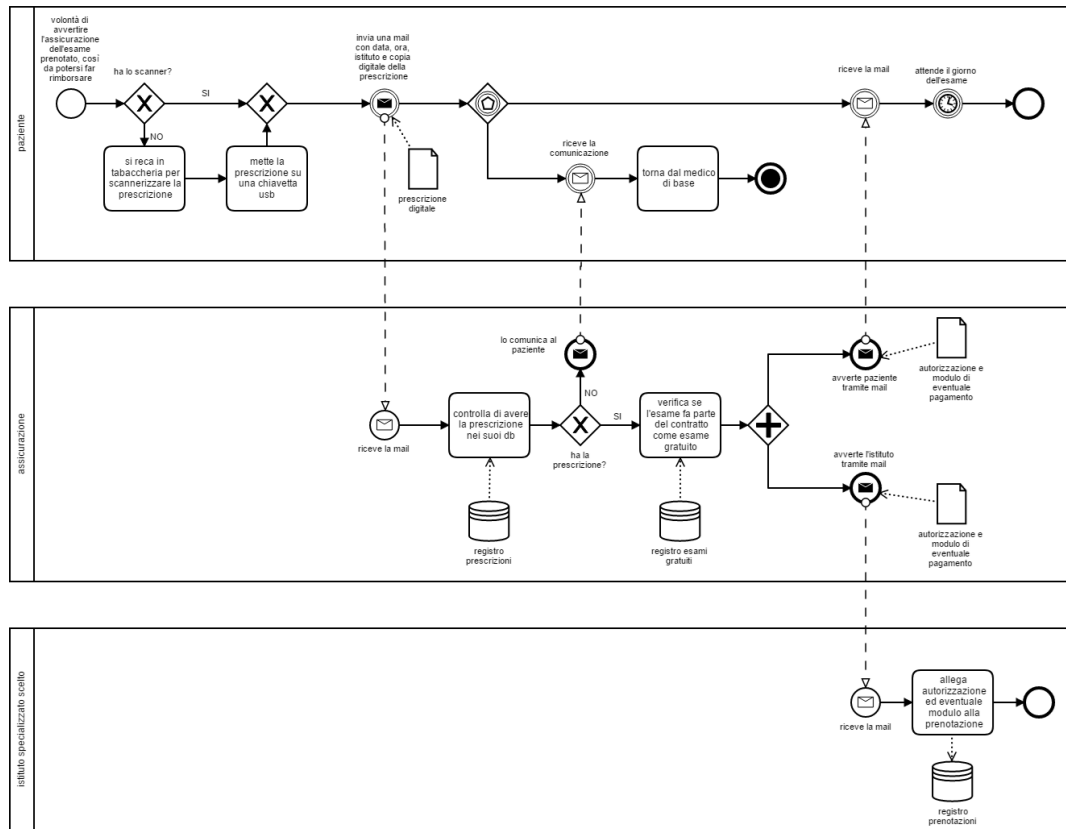 volontà di
avvertire
l'assicurazione
dell'esame
prenotato, cosí
da potersi far
rimborsare
ha lo scanner?
SI
NO
si reca in
tabaccheria per
scannerizzare la
prescrizione
mette la
prescrizione su
una chiavetta
usb
invia una mail
con data, ora,
istituto e copia
digitale della
prescrizione
prescrizione
digitale
riceve la
comunicazione
torna dal medico
di base
riceve la mail
attende il giorno
dell'esame
paziente
lo comunica al
paziente
NO
riceve la mail
controlla di avere
la prescrizione
nei suoi db
registro
prescrizioni
ha la
prescrizione?
SI
verifica se
l'esame fa parte
del contratto
come esame
gratuito
registro esami
gratuiti
avverte paziente
tramite mail
autorizzazione e
modulo di
eventuale
pagamento
avverte l'istituto
tramite mail
autorizzazione e
modulo di
eventuale
pagamento
assicurazione
riceve la mail
allega
autorizzazione
ed eventuale
modulo alla
prenotazione
registro
prenotazioni
istituto specializzato scelto